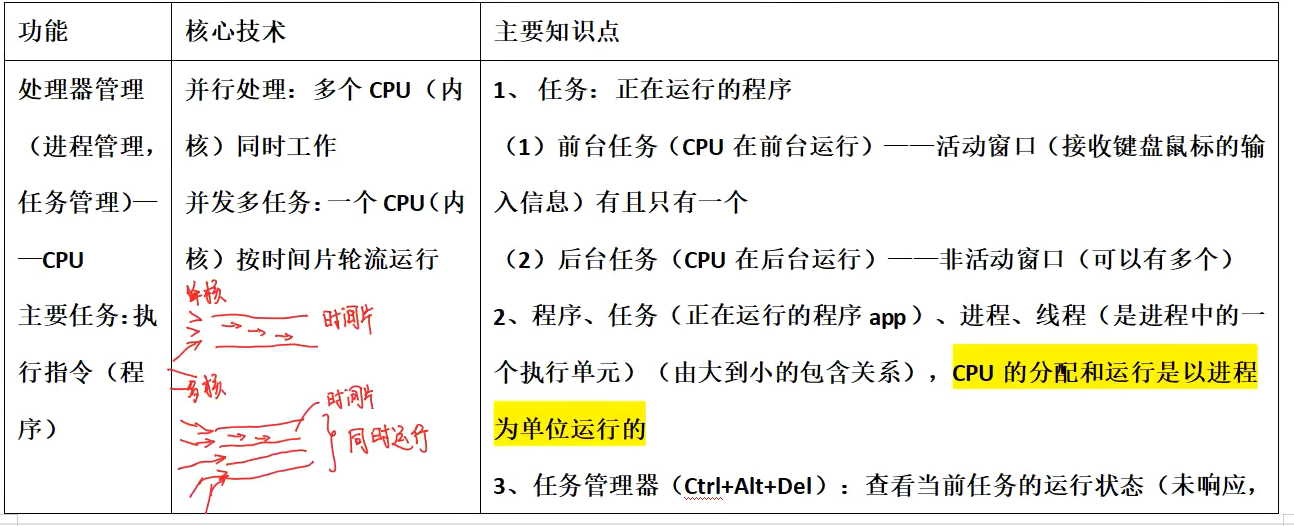 功能
核心技术
主要知识点
处理器管理
（进程管理，
任务管理）—
—CPU
主要任务：执
行指令（程
序）
并行处理：多个 CPU（内
核）同时工作
并发多任务：一个 CPU（内
核）按时间片轮流运行
单核
时间片
多核
时间片
同时运行
1、 任务：正在运行的程序
（1）前台任务（CPU 在前台运行）——活动窗口（接收键盘鼠标的输
入信息）有且只有一个
（2）后台任务（CPU 在后台运行）——非活动窗口（可以有多个）
2、程序、任务（正在运行的程序 app）、进程、线程（是进程中的一
个执行单元）（由大到小的包含关系），CPU 的分配和运行是以进程
为单位运行的
3、任务管理器（Ctrl+Alt+Del）：查看当前任务的运行状态（未响应，